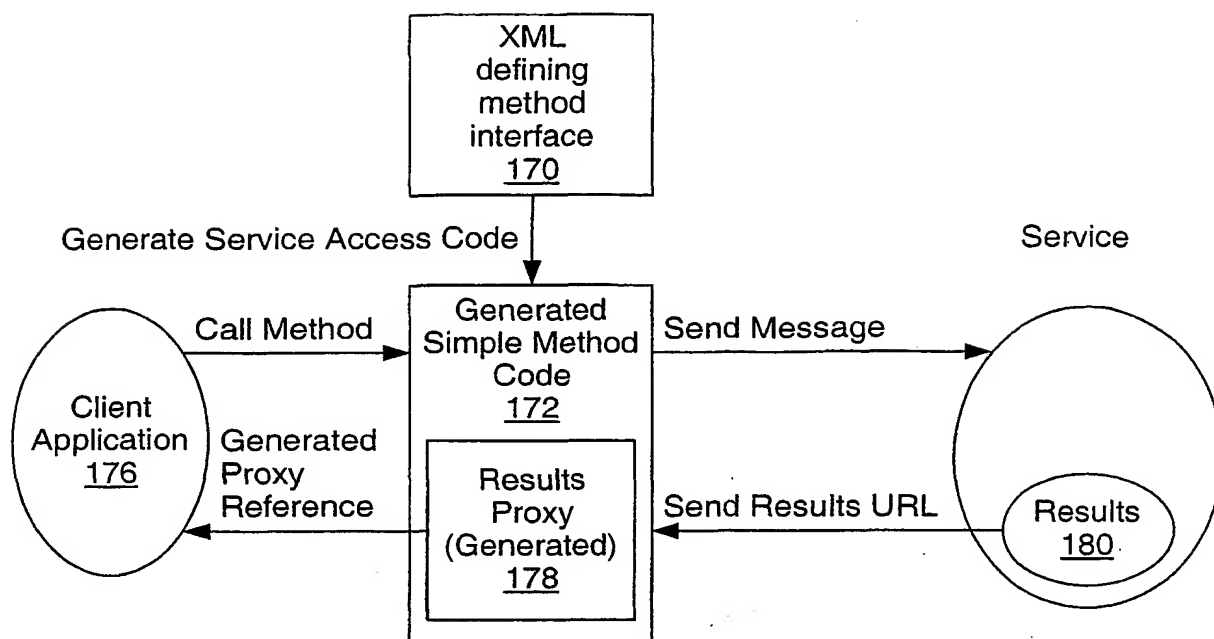 XML
defining
method
interface
170
Generate Service Access Code
Service
Call Method
Generated
Simple Method
Code
172
Send Message
Client
Application
176
Generated
Proxy
Reference
Results
Proxy
(Generated)
178
Send Results URL
Results
180